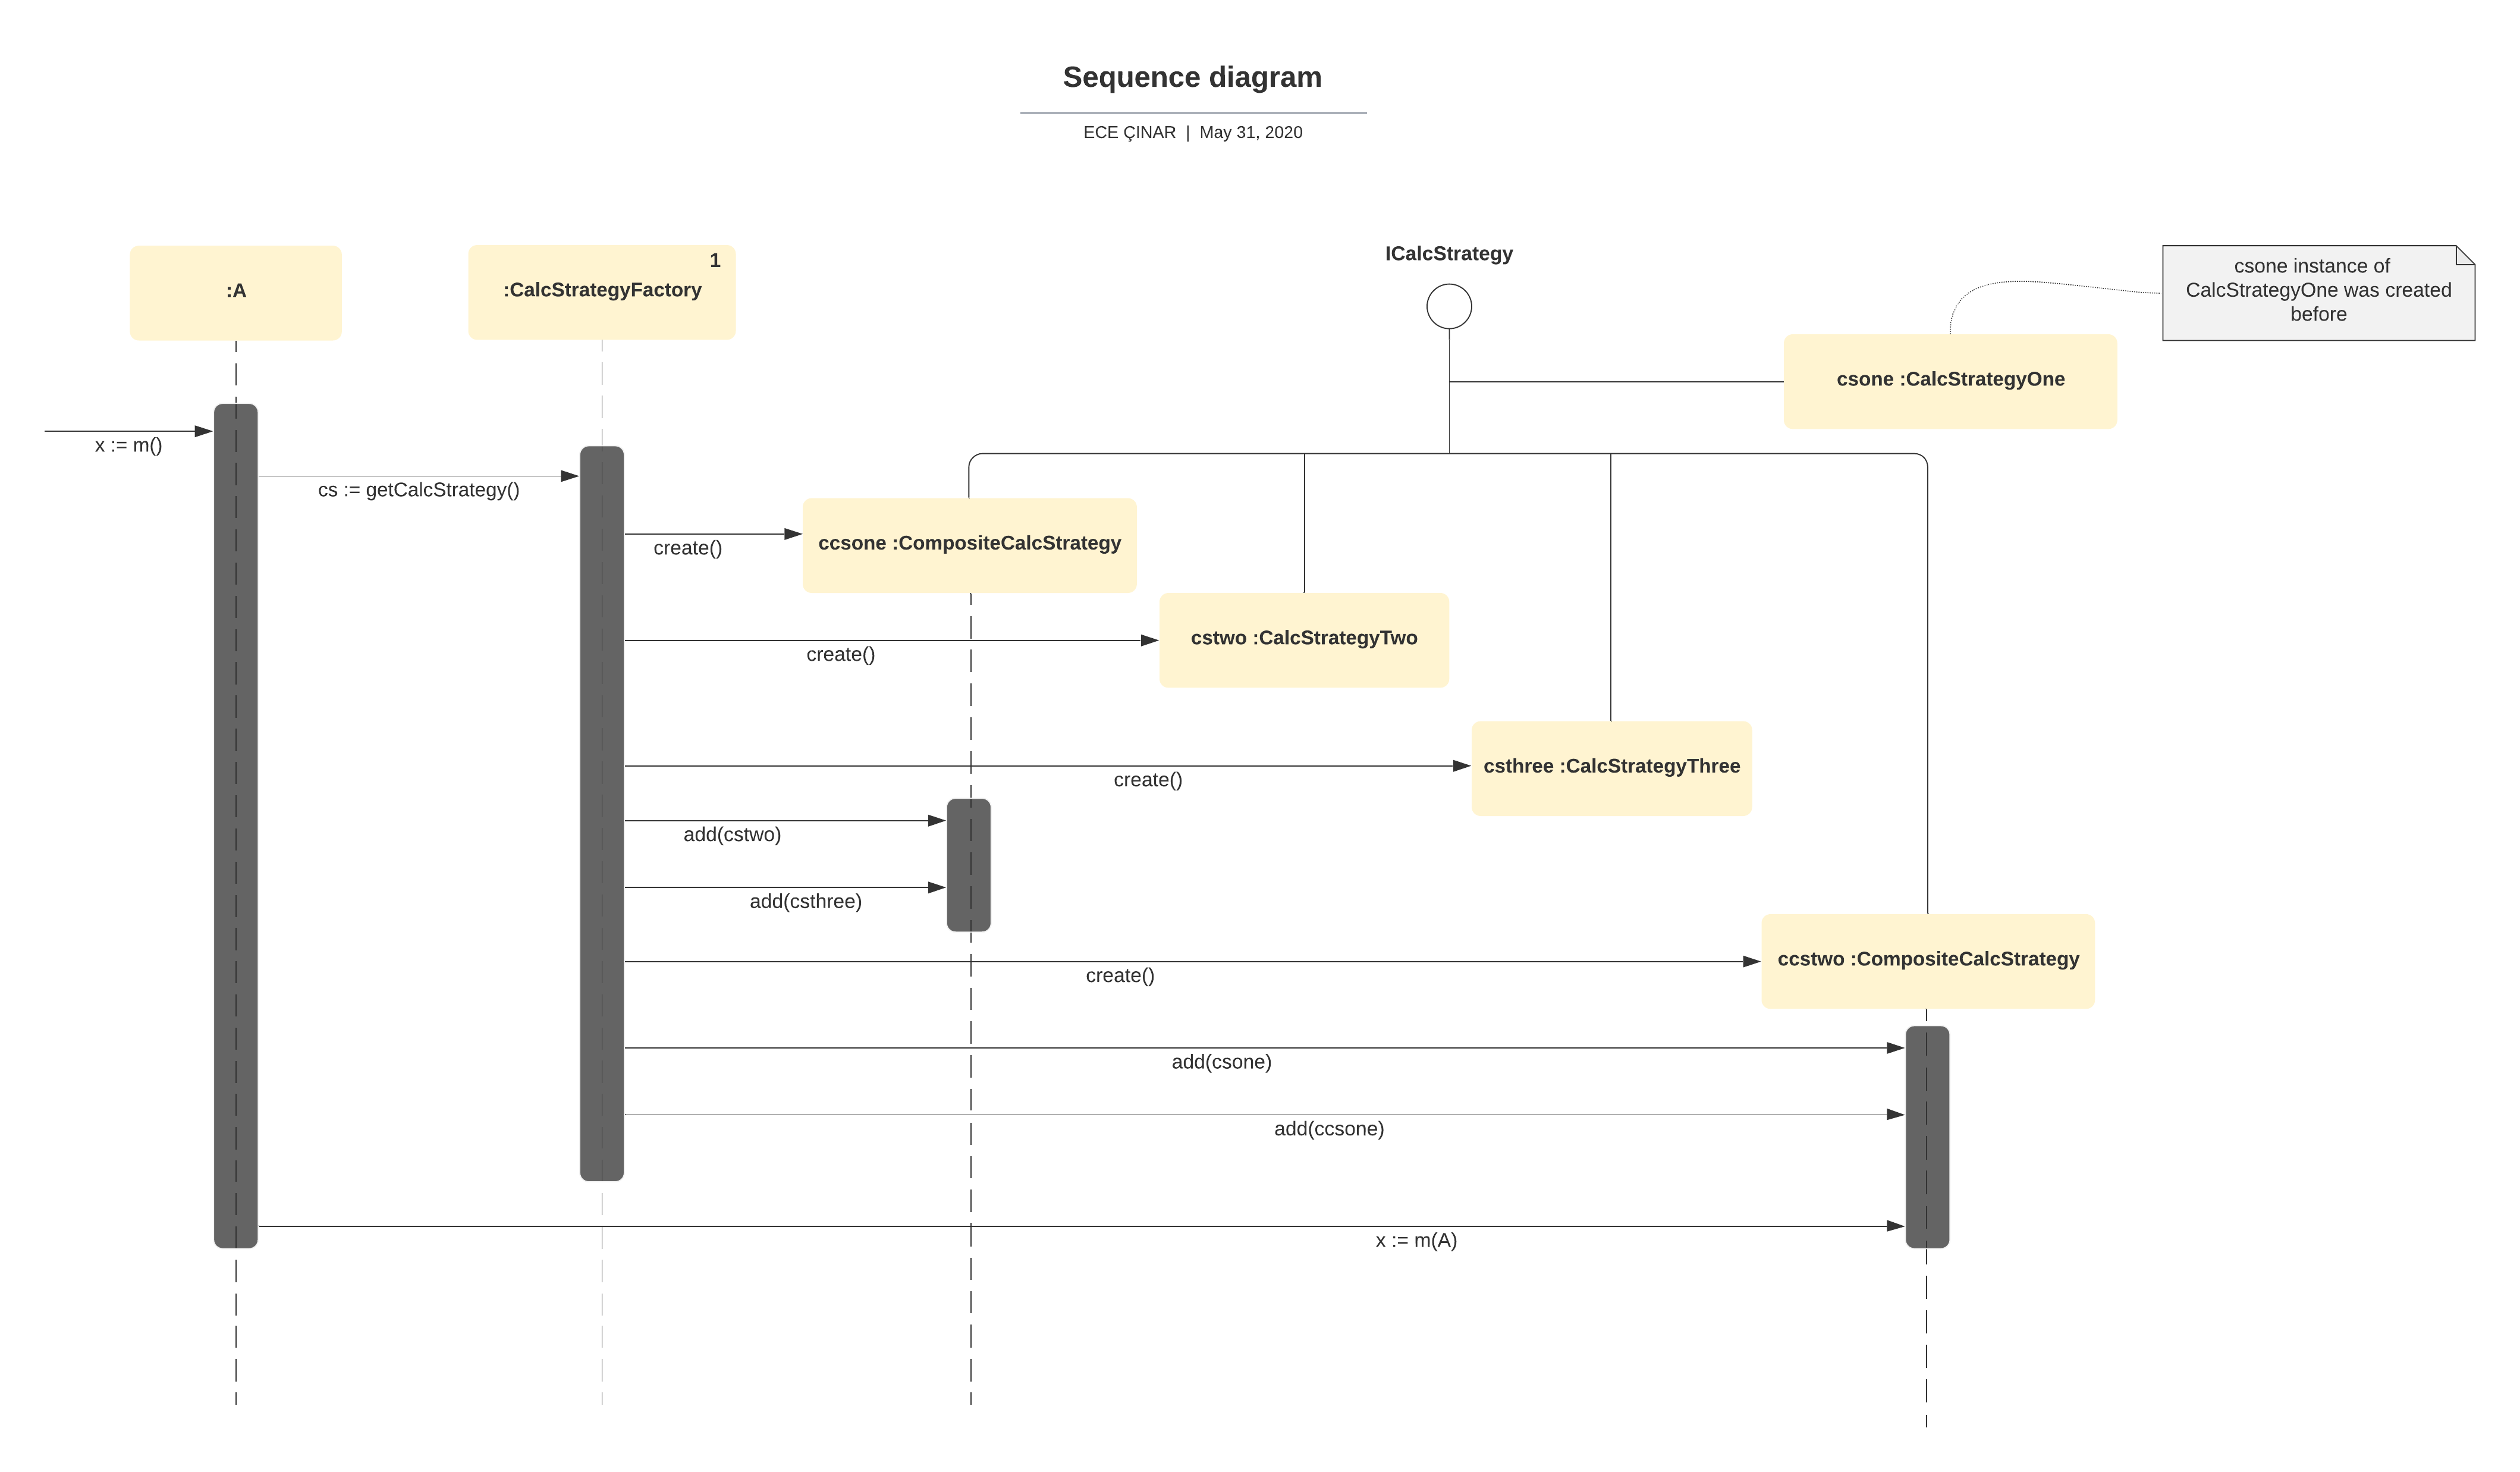 Sequence diagram
ECE ÇINAR | May 31, 2020
:A
1
:CalcStrategyFactory
ICalcStrategy
csone instance of
CalcStrategyOne was created
before
csone :CalcStrategyOne
x := m()
cs := getCalcStrategy()
create()
ccsone :CompositeCalcStrategy
create()
cstwo :CalcStrategyTwo
create()
csthree :CalcStrategyThree
add(cstwo)
add(csthree)
create()
ccstwo :CompositeCalcStrategy
add(csone)
add(ccsone)
x := m(A)